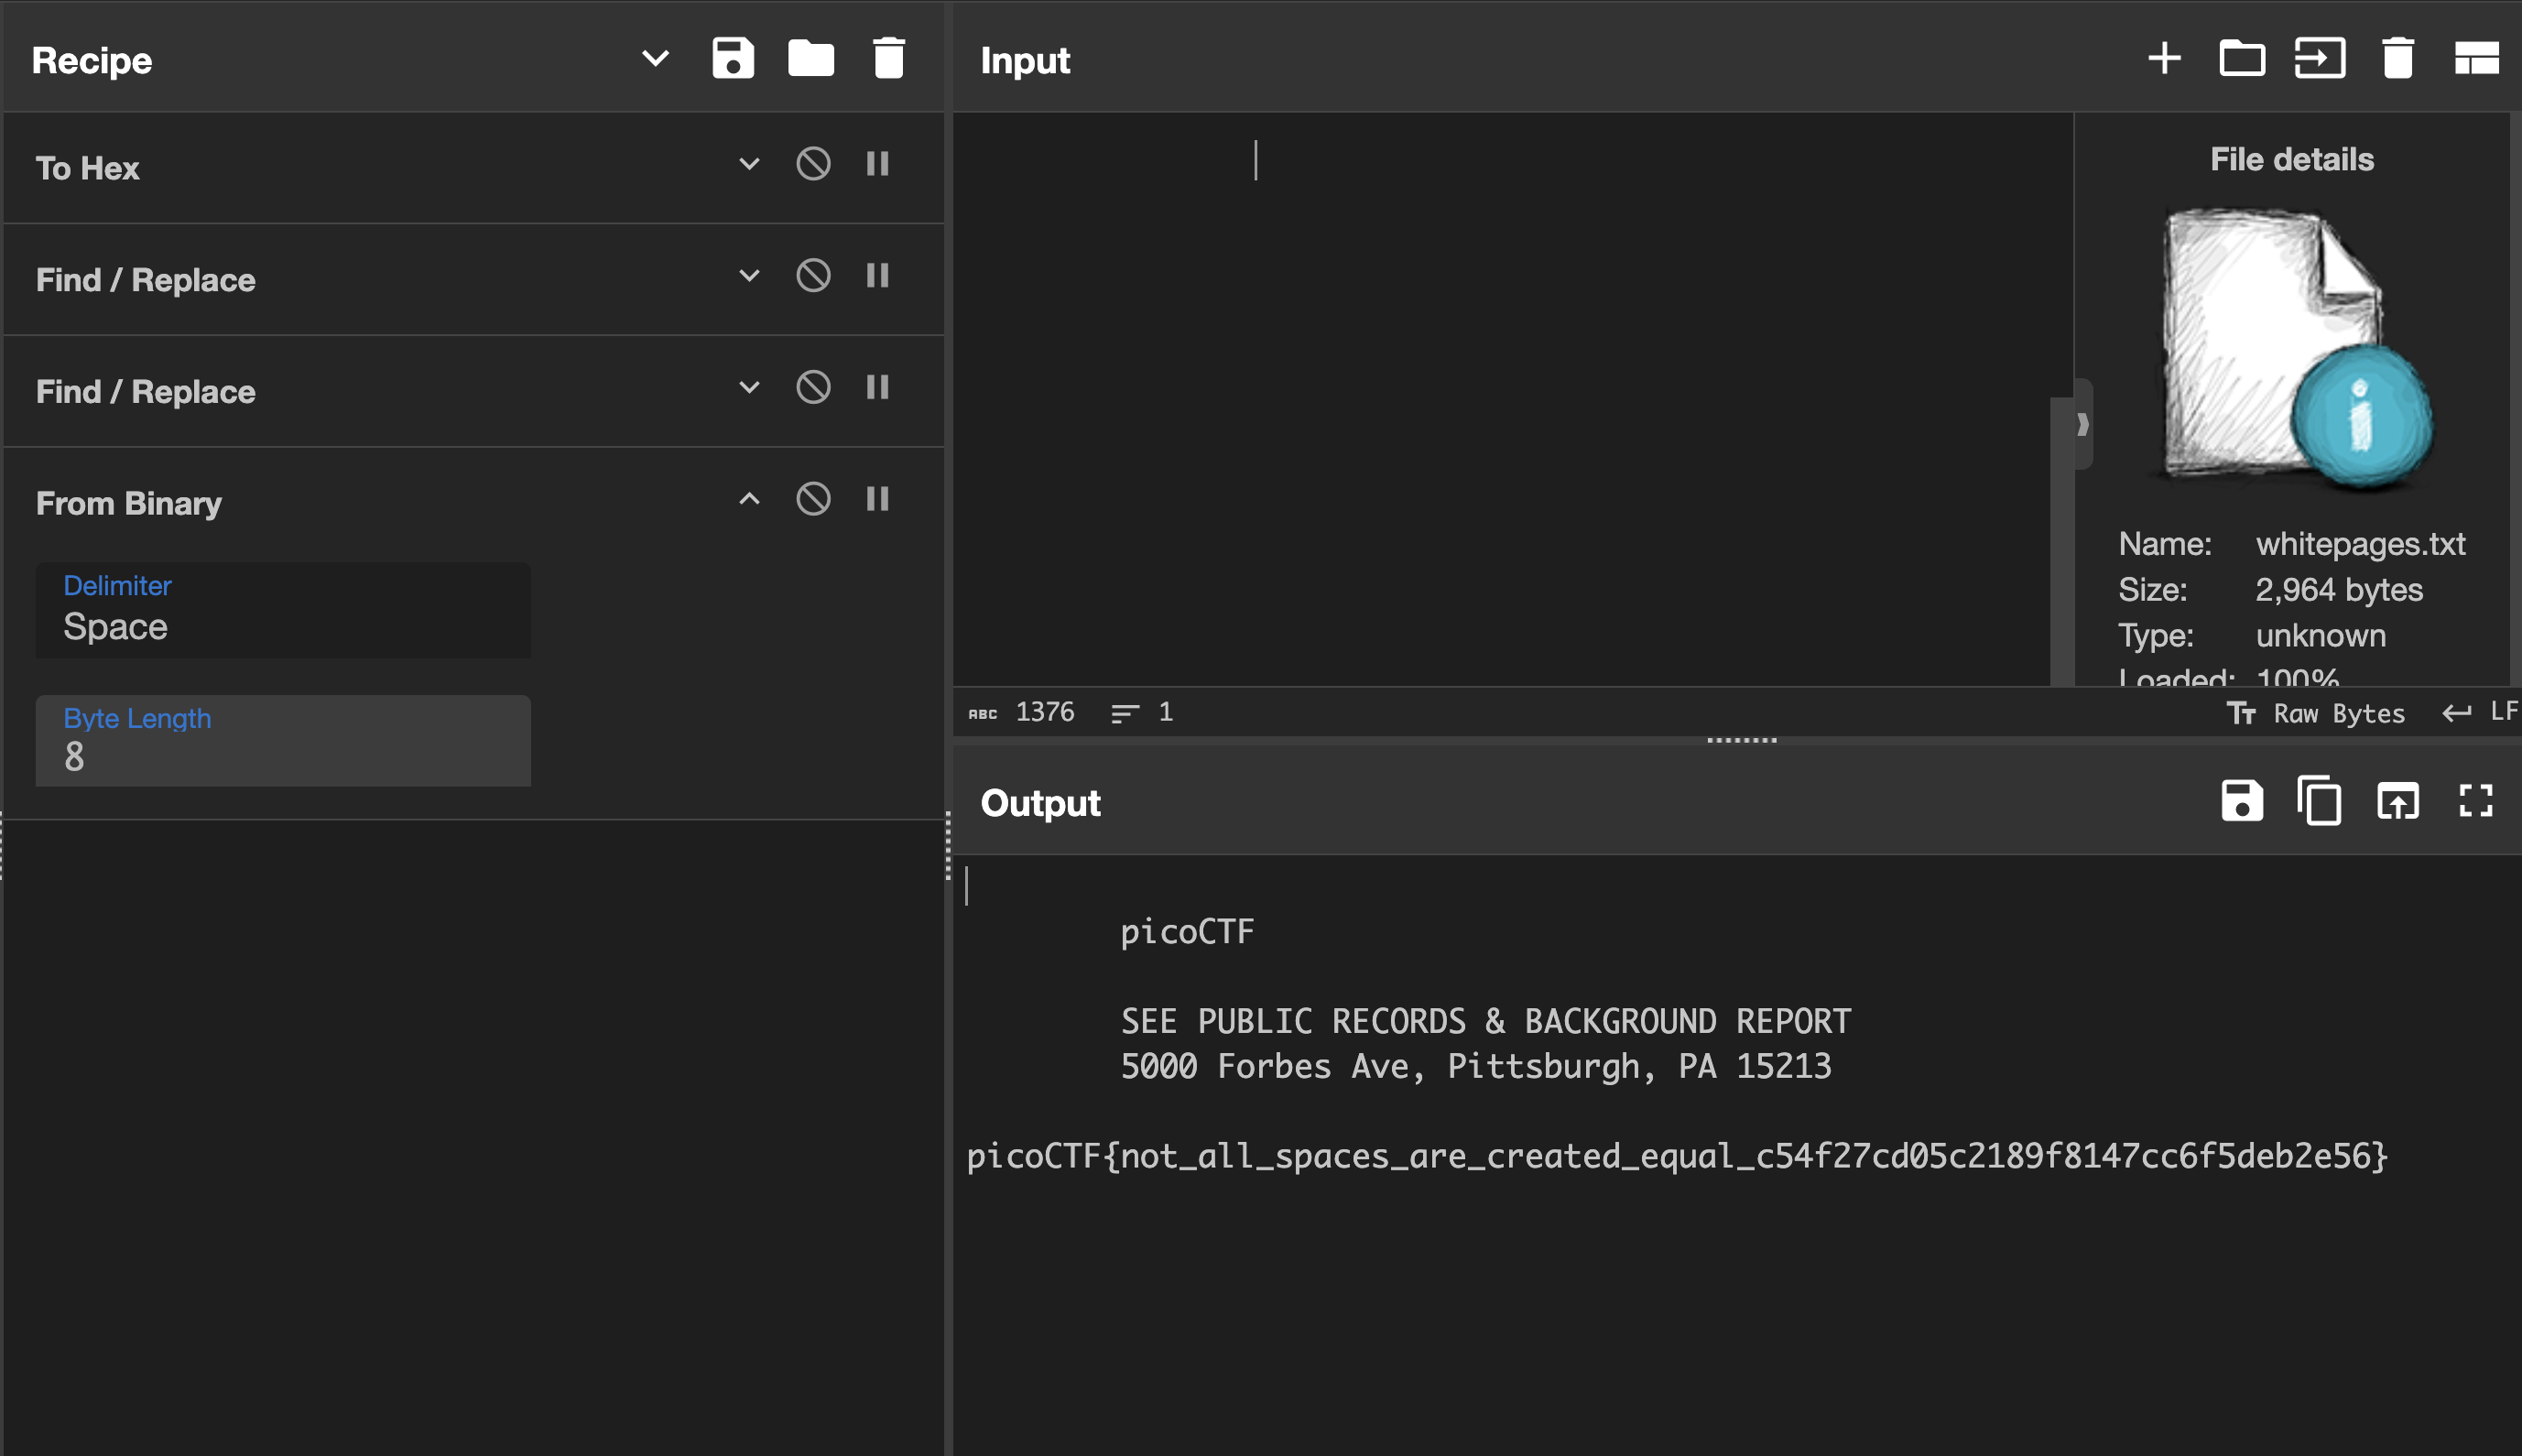 Recipe
To Hex
Find / Replace
Find / Replace
From Binary
Delimiter
Space
Byte Length
8
Input
File details
Name: whitepages.txt
Size: 2,964 bytes
Type: unknown
Loaded: 100%
ABC 1376 1
Tт Raw Bytes LF
Output
picoCTF
SEE PUBLIC RECORDS & BACKGROUND REPORT
5000 Forbes Ave, Pittsburgh, PA 15213
picoCTF{not_all_spaces_are_created_equal_c54f27cd05c2189f8147cc6f5deb2e56}